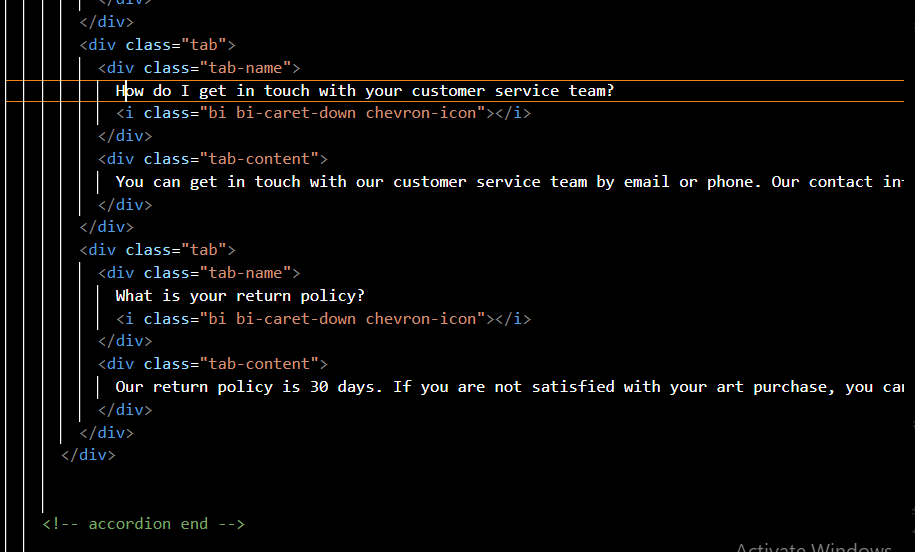 </div>
</div>
<div class="tab">
<div class="tab-name">
How do I get in touch with your customer service team?
<i class="bi bi-caret-down chevron-icon"></i>
</div>
<div class="tab-content">
You can get in touch with our customer service team by email or phone. Our contact
</div>
</div>
<div class="tab">
<div class="tab-name">
What is your return policy?
<i class="bi bi-caret-down chevron-icon"></i>
</div>
<div class="tab-content">
Our return policy is 30 days. If you are not satisfied with your art purchase, you
</div>
</div>
</div>
<!-- accordion end -->
Activate Windows